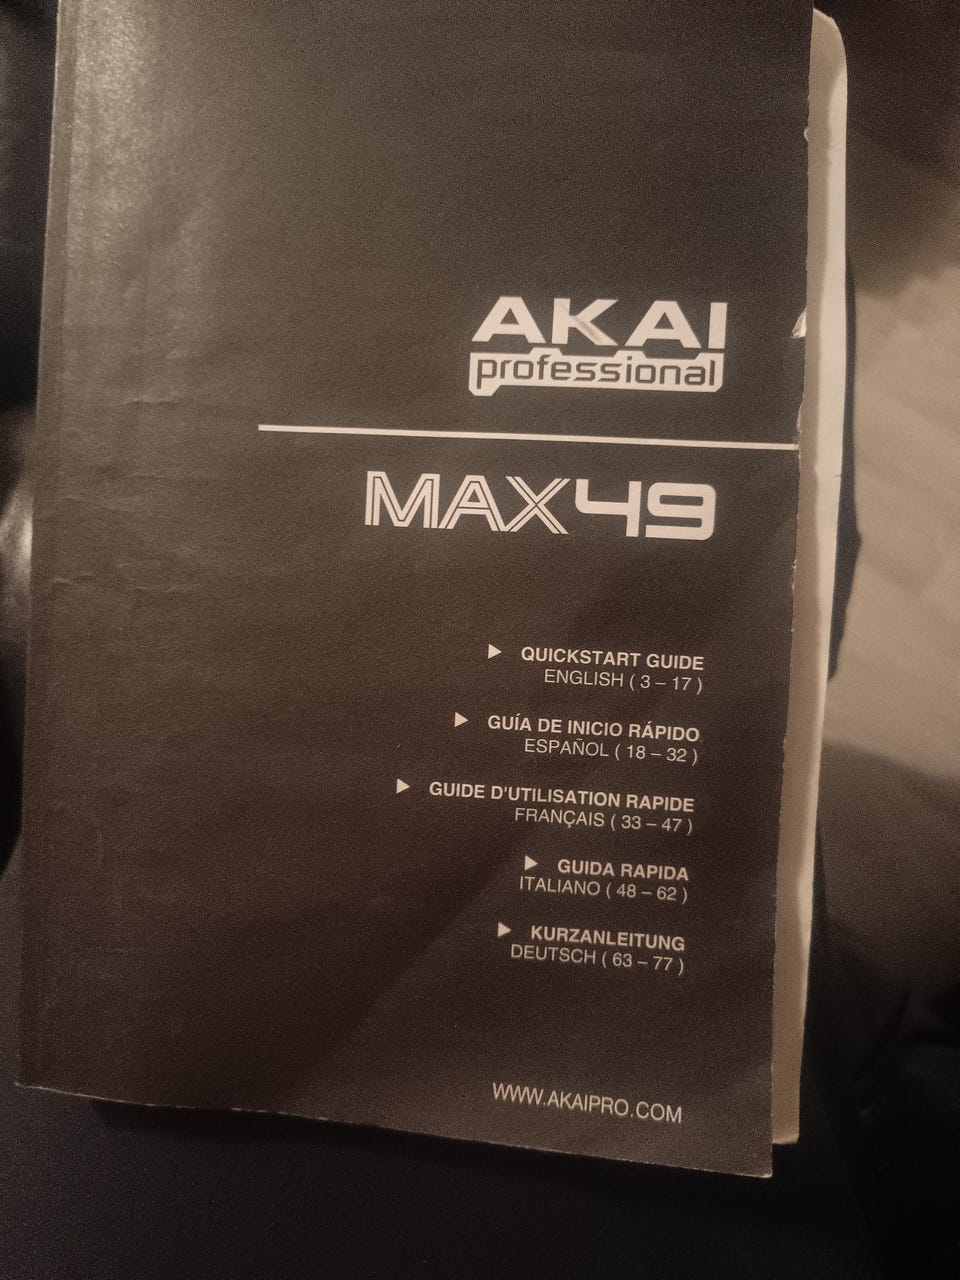 AKAI
professional
MAX49
▶ QUICKSTART GUIDE
ENGLISH ( 3 – 17 )
▶ GUÍA DE INICIO RÁPIDO
ESPAÑOL ( 18 – 32 )
▶ GUIDE D'UTILISATION RAPIDE
FRANÇAIS ( 33 – 47 )
▶ GUIDA RAPIDA
ITALIANO ( 48 – 62 )
▶ KURZANLEITUNG
DEUTSCH ( 63 – 77 )
WWW.AKAIPRO.COM